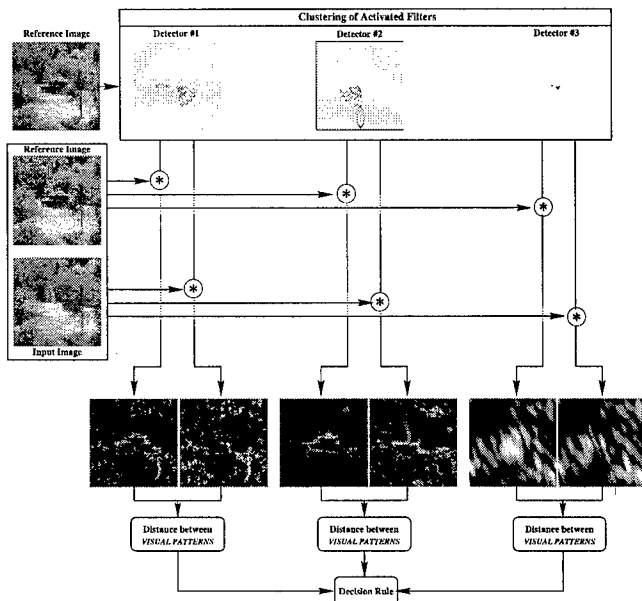 Clustering of Activated Filters
Reference Image
Detector #1
Detector #2
Detector #3
Reference Image
*
*
*
*
*
*
Input Image
Distance between
VISUAL PATTERNS
Distance between
VISUAL PATTERNS
Distance between
VISUAL PATTERNS
Decision Rule